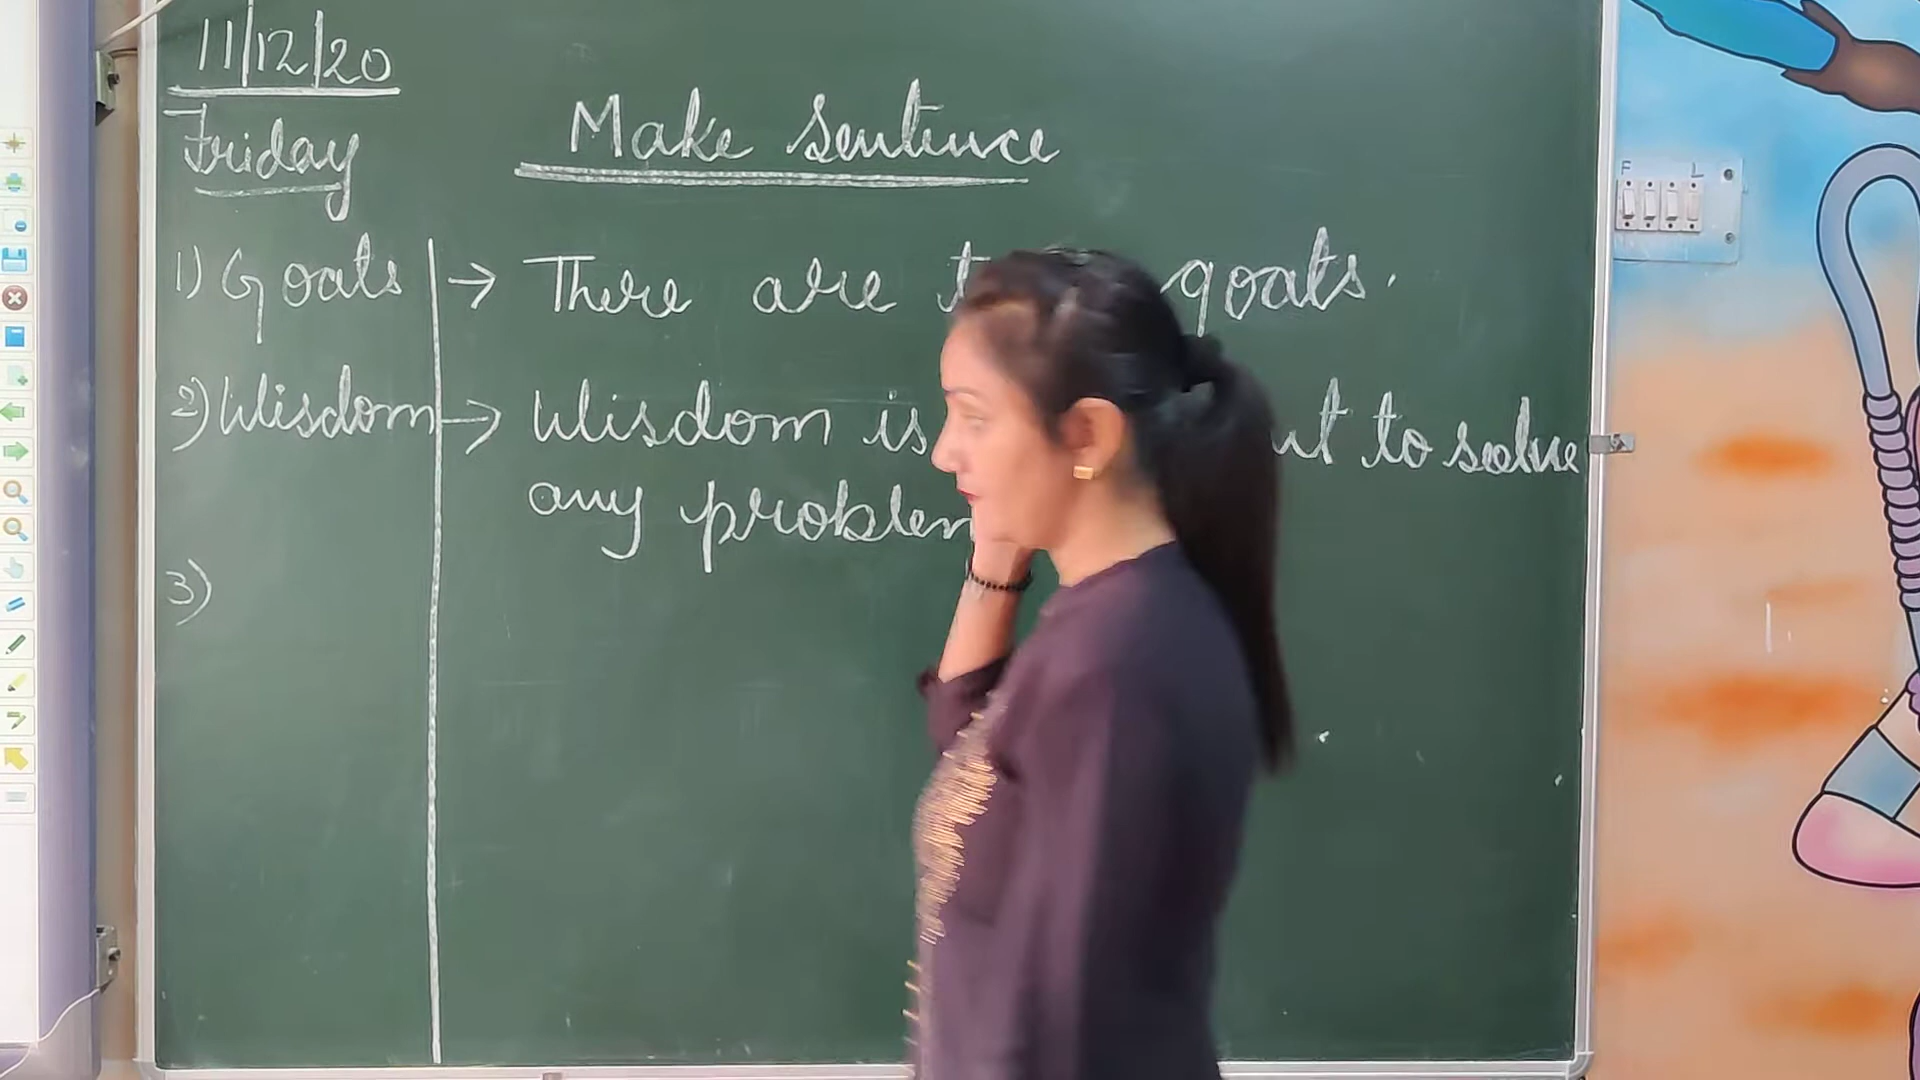 11/12/20
Friday
Make Sentence
1) Goats → There are goats.
2) Wisdom → Wisdom is to solve
any
3)
F L